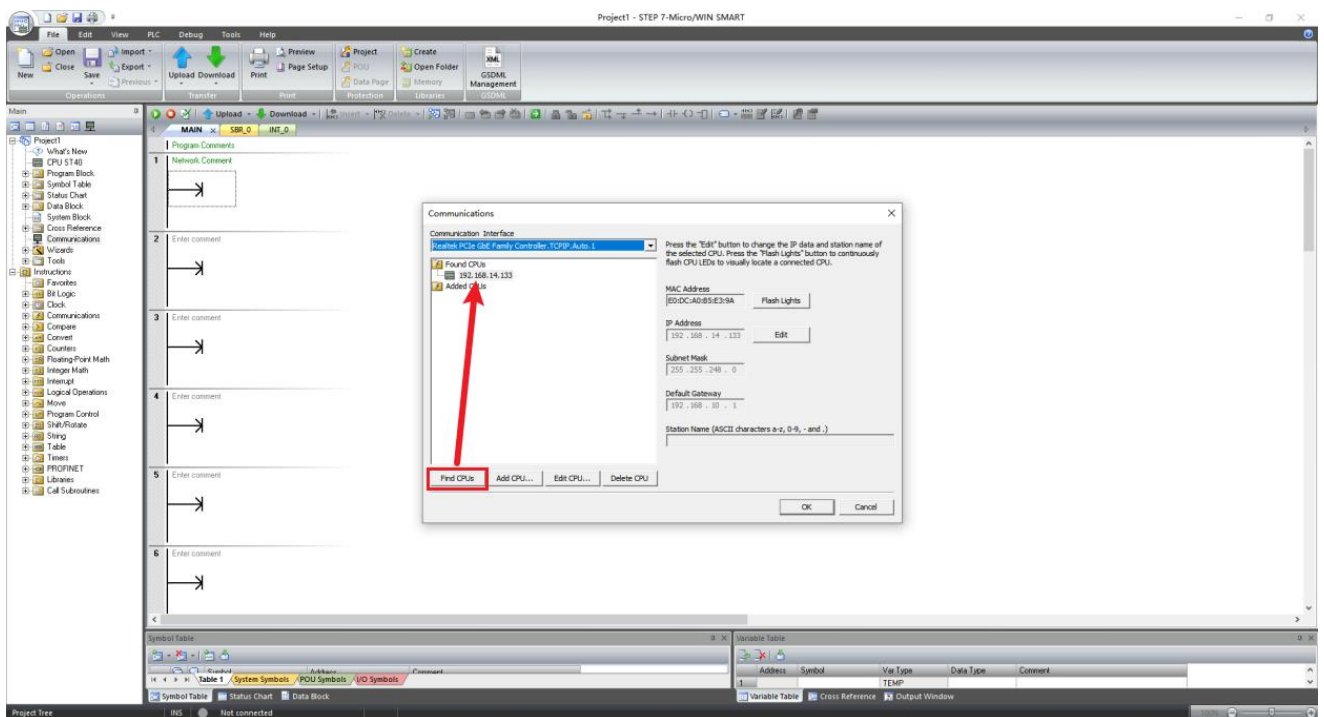 Project1 - STEP 7-Micro/WIN SMART
File Edit View PLC Debug Tools Help
New
Open
Close
Save
Import
Export
Previous
Operations
Upload Download
Transfer
Print
Preview
Page Setup
Print
Project
POU
Data Page
Protection
Create
Open Folder
Memory
Libraries
XML
GSDML
Management
GSDML
Main
Project1
What's New
CPU ST40
Program Block
Symbol Table
Status Chart
Data Block
System Block
Cross Reference
Communications
Wizards
Tools
Instructions
Favorites
Bit Logic
Clock
Communications
Compare
Convert
Counters
Floating-Point Math
Integer Math
Interrupt
Logical Operations
Move
Program Control
Shift/Rotate
String
Table
Timers
PROFINET
Libraries
Call Subroutines
Upload Download Insert Delete
MAIN x SBR_0 INT_0
Program Comments
1 Network Comment
2 Enter comment
3 Enter comment
4 Enter comment
5 Enter comment
6 Enter comment
Communications
Communication Interface
Realtek PCIe GbE Family Controller.TCPIP.Auto.1
Found CPUs
192.168.14.133
Added CPUs
Find CPUs Add CPU... Edit CPU... Delete CPU
Press the "Edit" button to change the IP data and station name of
the selected CPU. Press the "Flash Lights" button to continuously
flash CPU LEDs to visually locate a connected CPU.
MAC Address
E0:DC:A0:85:E3:9A Flash Lights
IP Address
192 . 168 . 14 . 133 Edit
Subnet Mask
255 . 255 . 248 . 0
Default Gateway
192 . 168 . 10 . 1
Station Name (ASCII characters a-z, 0-9, - and .)
OK Cancel
Symbol Table
Symbol Address Comment
Table 1 System Symbols POU Symbols I/O Symbols
Symbol Table Status Chart Data Block
Variable Table
Address Symbol Var Type Data Type Comment
1 TEMP
Variable Table Cross Reference Output Window
Project Tree INS Not connected 100%